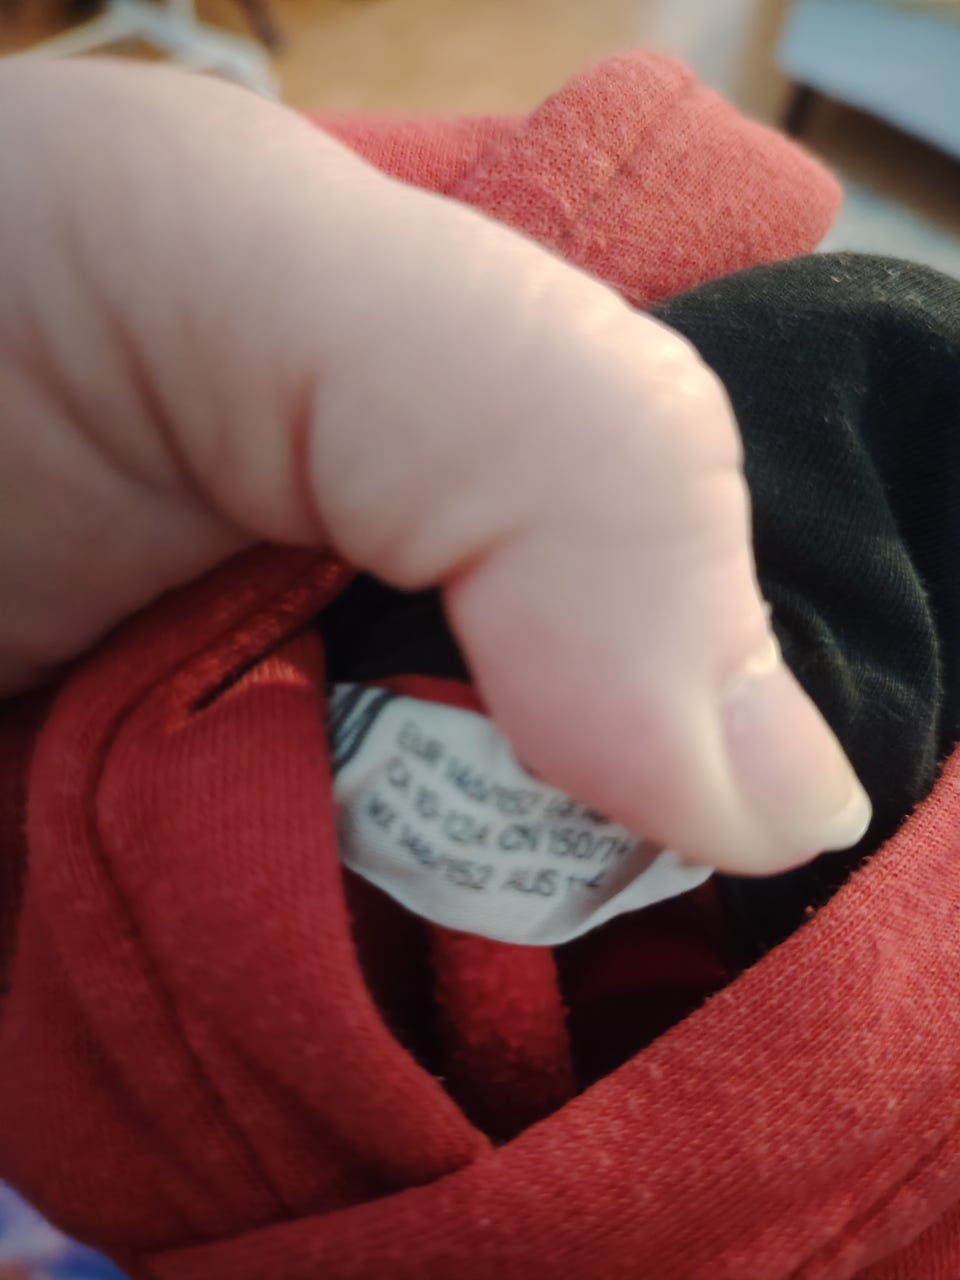 EUR 146/152
CA 10-12A CN 150/7
MX 146/152 AUS